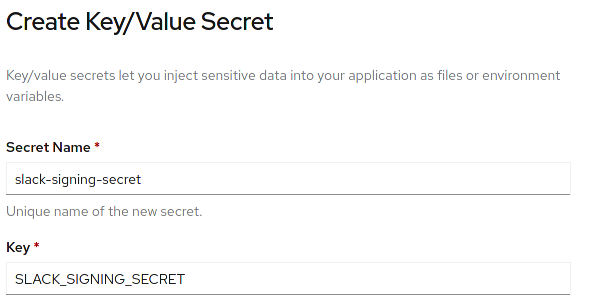 Create Key/Value Secret
Key/value secrets let you inject sensitive data into your application as files or environment
variables.
Secret Name *
slack-signing-secret
Unique name of the new secret.
Key *
SLACK_SIGNING_SECRET